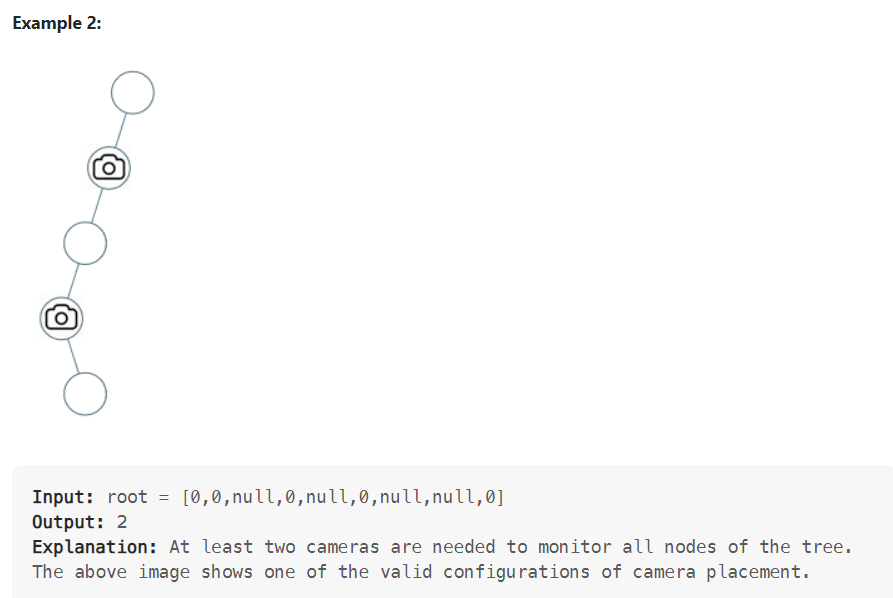 Example 2:
Input: root = [0,0,null,0,null,0,null,null,0]
Output: 2
Explanation: At least two cameras are needed to monitor all nodes of the tree.
The above image shows one of the valid configurations of camera placement.